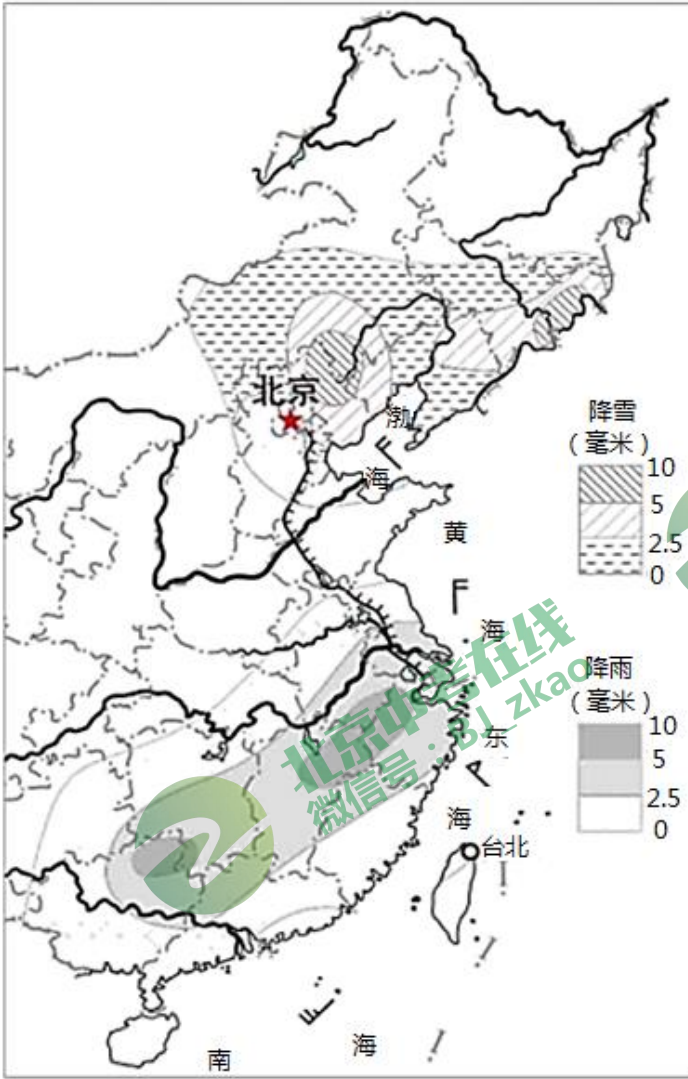 北京
渤
海
黄
海
东
海
台北
南
海
降雪
（毫米）
10
5
2.5
0
降雨
（毫米）
10
5
2.5
0
北京中考在线
微信号：BJ_zkao